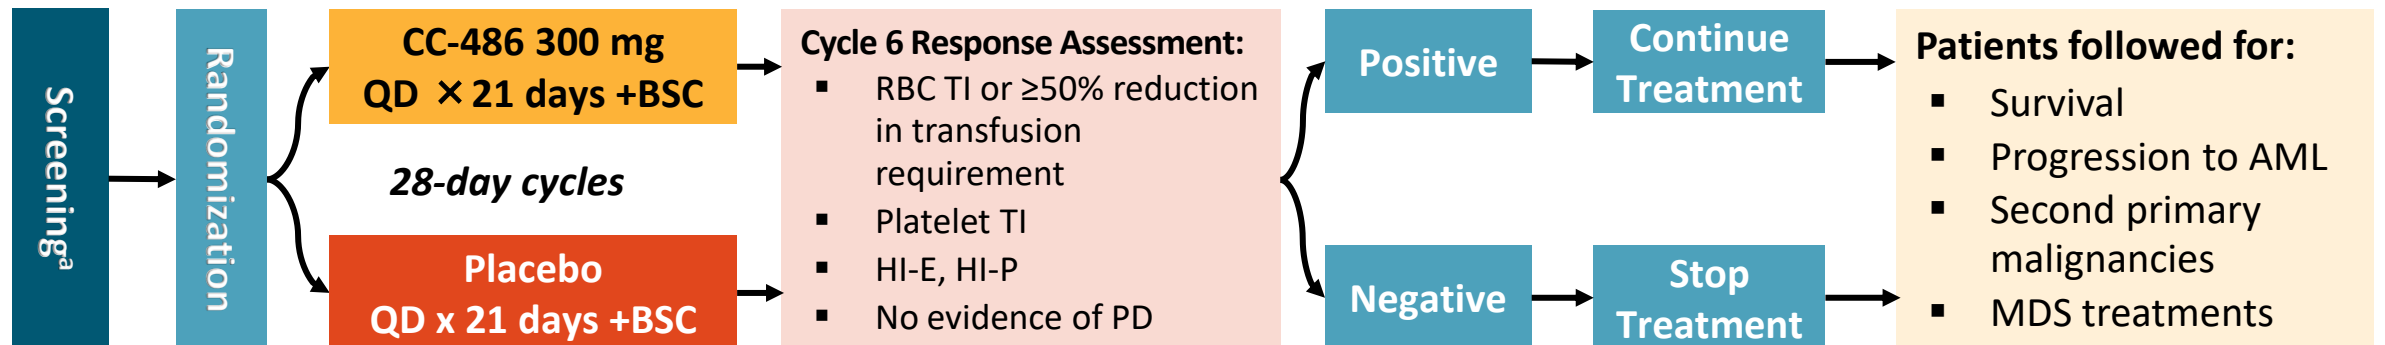 Screeningᵃ
Randomization
CC-486 300 mg
QD × 21 days +BSC
28-day cycles
Placebo
QD x 21 days +BSC
Cycle 6 Response Assessment:
▪ RBC TI or ≥50% reduction
in transfusion
requirement
▪ Platelet TI
▪ HI-E, HI-P
▪ No evidence of PD
Positive
Continue
Treatment
Negative
Stop
Treatment
Patients followed for:
▪ Survival
▪ Progression to AML
▪ Second primary
malignancies
▪ MDS treatments